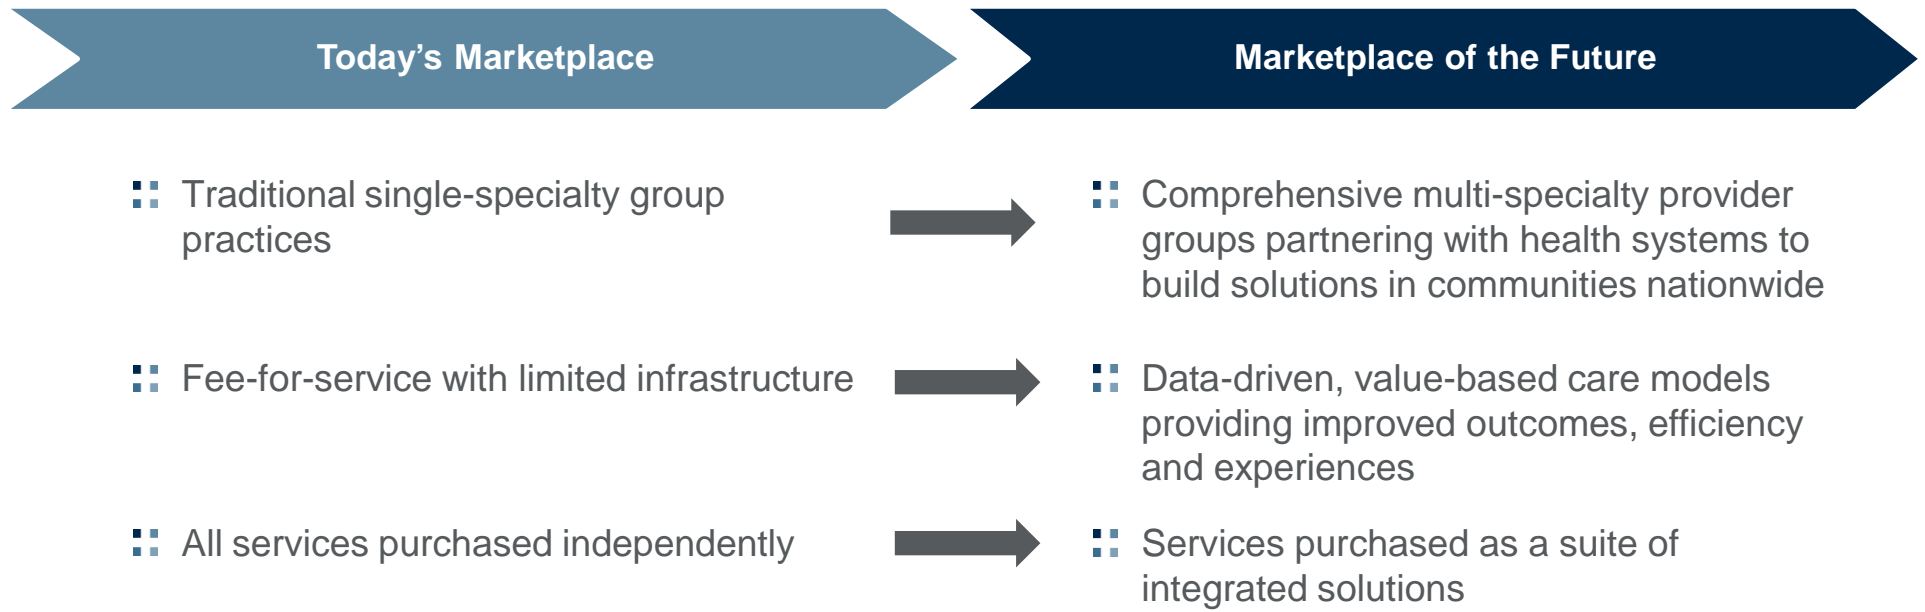 Today’s Marketplace
Marketplace of the Future
Traditional single-specialty group
practices
Comprehensive multi-specialty provider
groups partnering with health systems to
build solutions in communities nationwide
Fee-for-service with limited infrastructure
Data-driven, value-based care models
providing improved outcomes, efficiency
and experiences
All services purchased independently
Services purchased as a suite of
integrated solutions